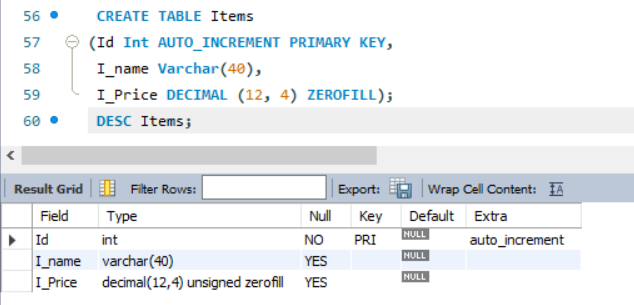 56 CREATE TABLE Items
57 (Id Int AUTO_INCREMENT PRIMARY KEY,
58 I_name Varchar(40),
59 I_Price DECIMAL (12, 4) ZEROFILL);
60 DESC Items;
Result Grid Filter Rows: Export: Wrap Cell Content: IA
Field Type Null Key Default Extra
Id int NO PRI NULL auto_increment
I_name varchar(40) YES NULL
I_Price decimal(12,4) unsigned zerofill YES NULL